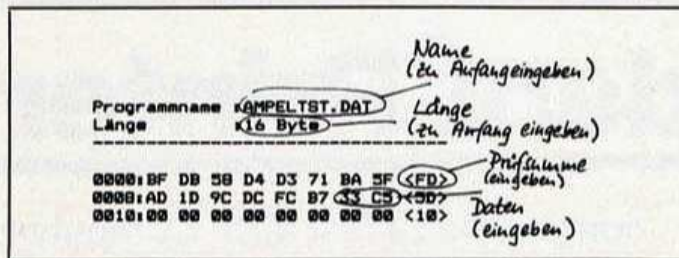 Name
(zu Anfang eingeben)
Programmname :AMPELTST.DAT
Länge :16 Byte
Länge
(zu Anfang eingeben)
----------------------------------------
Prüfsumme
(eingeben)
0000:BF DB 58 D4 D3 71 BA 5F <FD>
0008:AD 1D 9C DC FC B7 33 C5 <5D>
0010:00 00 00 00 00 00 00 00 <10>
Daten
(eingeben)